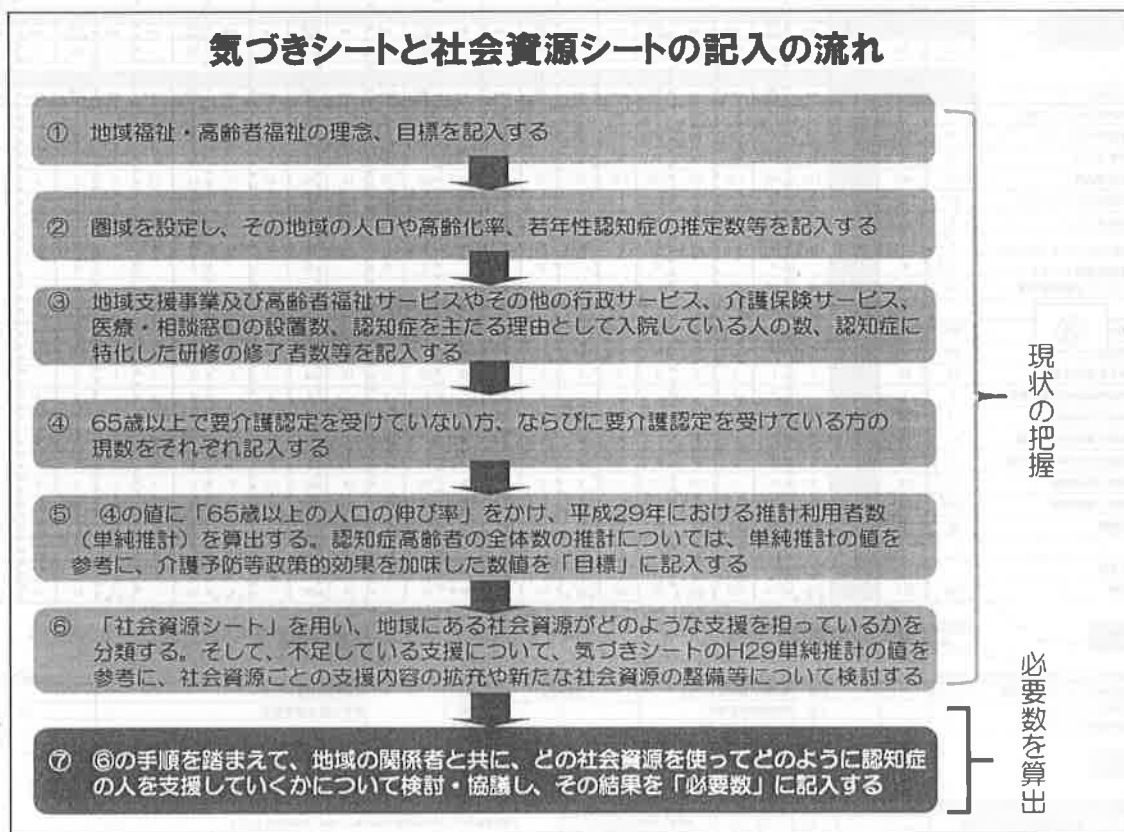 気づきシートと社会資源シートの記入の流れ
① 地域福祉・高齢者福祉の理念、目標を記入する
② 圏域を設定し、その地域の人口や高齢化率、若年性認知症の推定数等を記入する
③ 地域支援事業及び高齢者福祉サービスやその他の行政サービス、介護保険サービス、
医療・相談窓口の設置数、認知症を主たる理由として入院している人の数、認知症に
特化した研修の修了者数等を記入する
④ 65歳以上で要介護認定を受けていない方、ならびに要介護認定を受けている方の
現数をそれぞれ記入する
⑤ ④の値に「65歳以上の人口の伸び率」をかけ、平成29年における推計利用者数
(単純推計)を算出する。認知症高齢者の全体数の推計については、単純推計の値を
参考に、介護予防等政策的効果を加味した数値を「目標」に記入する
⑥ 「社会資源シート」を用い、地域にある社会資源がどのような支援を担っているかを
分類する。そして、不足している支援について、気づきシートのH29単純推計の値を
参考に、社会資源ごとの支援内容の拡充や新たな社会資源の整備等について検討する
現状の把握
⑦ ⑥の手順を踏まえて、地域の関係者と共に、どの社会資源を使ってどのように認知症
の人を支援していくかについて検討・協議し、その結果を「必要数」に記入する
必要数を算出